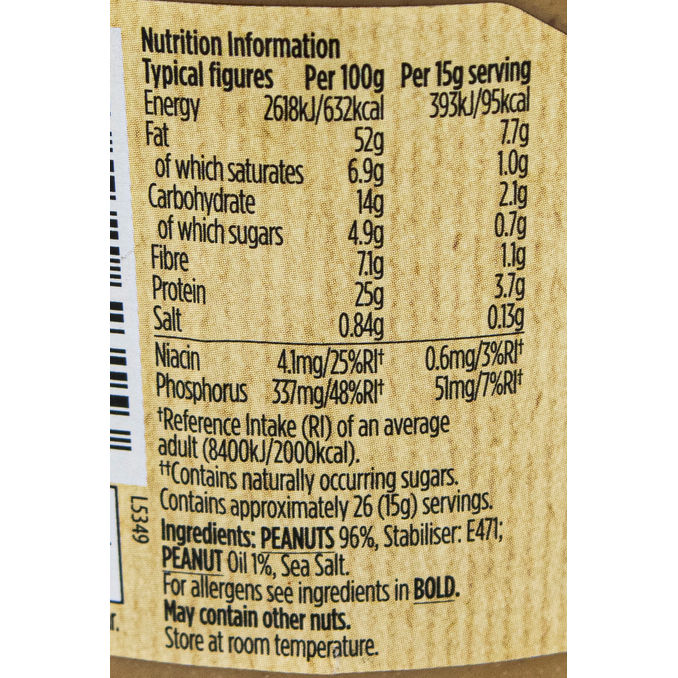 Nutrition Information
Typical figures Per 100g Per 15g serving
Energy 2618kJ/632kcal 393kJ/95kcal
Fat 52g 7.7g
of which saturates 6.9g 1.0g
Carbohydrate 14g 2.1g
of which sugars 4.9g 0.7g
Fibre 7.1g 1.1g
Protein 25g 3.7g
Salt 0.84g 0.13g
Niacin 4.1mg/25%RI† 0.6mg/3%RI†
Phosphorus 337mg/48%RI† 51mg/7%RI†
†Reference Intake (RI) of an average
adult (8400kJ/2000kcal).
††Contains naturally occurring sugars.
Contains approximately 26 (15g) servings.
Ingredients: PEANUTS 96%, Stabiliser: E471;
PEANUT Oil 1%, Sea Salt.
For allergens see ingredients in BOLD.
May contain other nuts.
Store at room temperature.
L5349